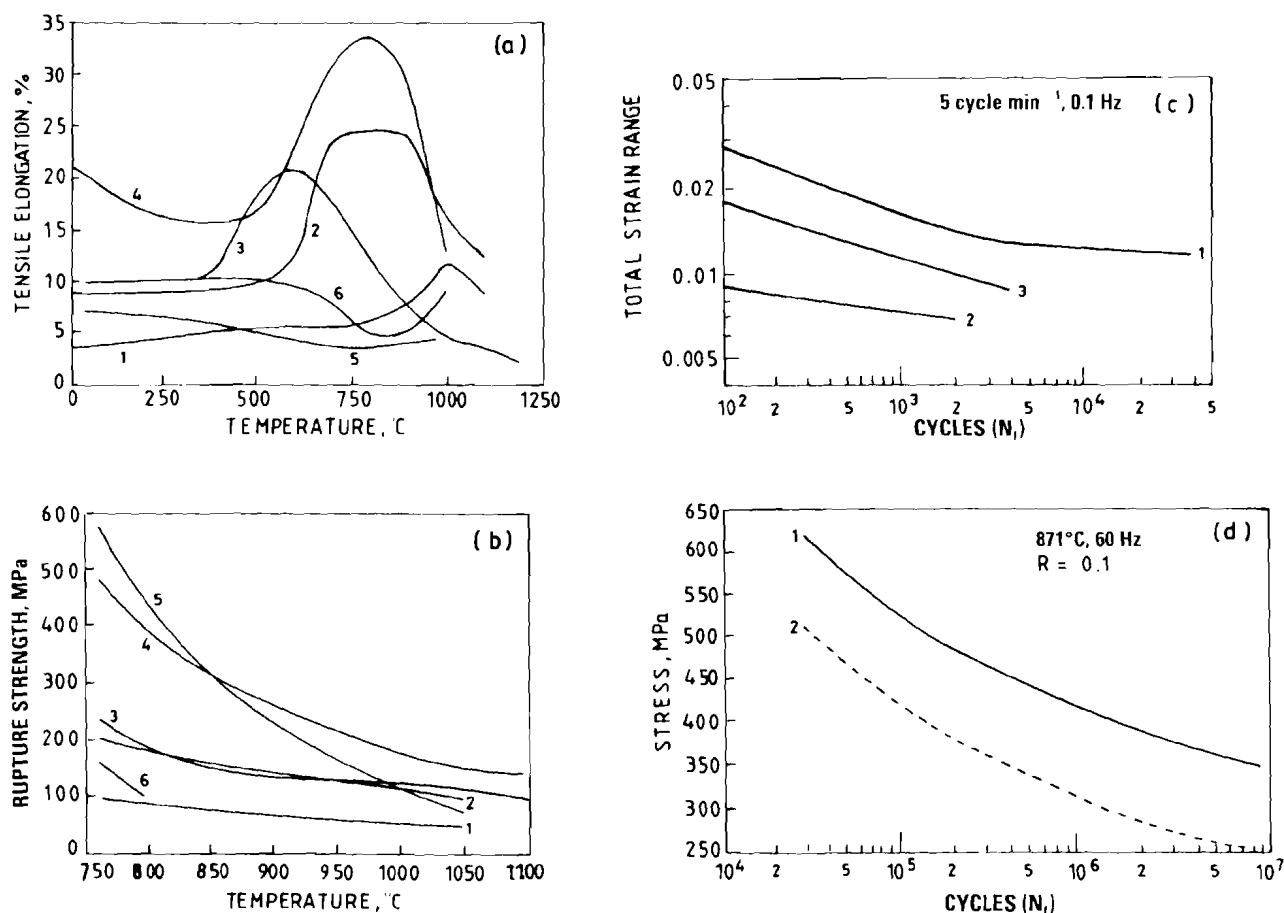 (a)
TENSILE ELONGATION, %
35
30
25
20
15
10
5
0
4
3
2
6
1
5
0 250 500 750 1000 1250
TEMPERATURE, °C
(c)
5 cycle min ¹, 0.1 Hz
TOTAL STRAIN RANGE
0.05
0.02
0.01
0.005
1
3
2
10² 2 5 10³ 2 5 10⁴ 2 5
CYCLES (N₁)
(b)
RUPTURE STRENGTH, MPa
600
500
400
300
200
100
0
5
4
3
6
2
1
750 800 850 900 950 1000 1050 1100
TEMPERATURE, °C
(d)
871°C, 60 Hz
R = 0.1
STRESS, MPa
650
600
550
500
450
400
350
300
250
1
2
10⁴ 2 5 10⁵ 2 5 10⁶ 2 5 10⁷
CYCLES (N₁)